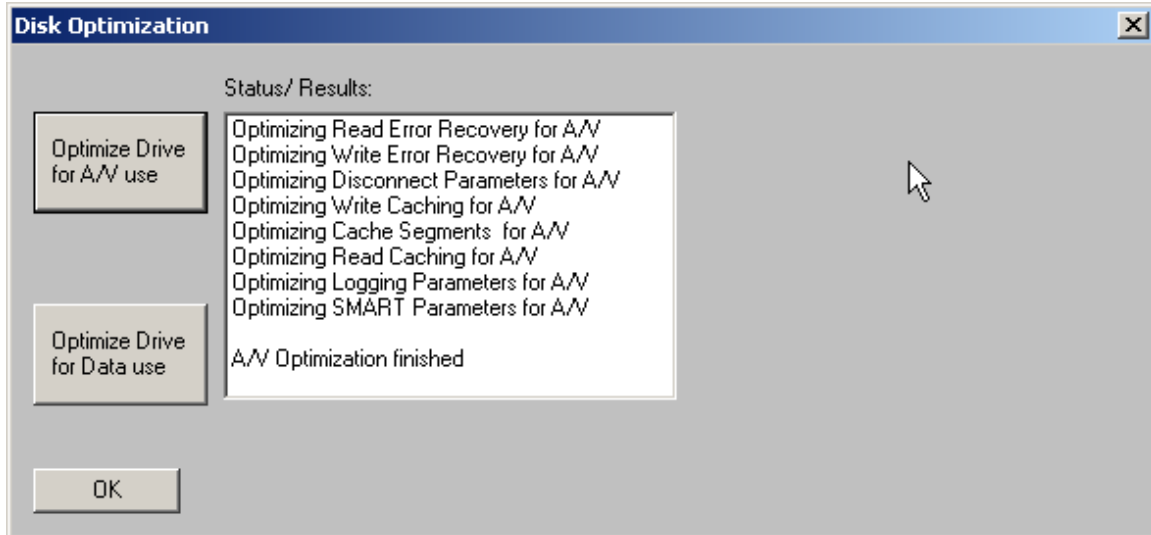 Disk Optimization
Status/ Results:
Optimize Drive
for A/V use
Optimizing Read Error Recovery for A/V
Optimizing Write Error Recovery for A/V
Optimizing Disconnect Parameters for A/V
Optimizing Write Caching for A/V
Optimizing Cache Segments  for A/V
Optimizing Read Caching for A/V
Optimizing Logging Parameters for A/V
Optimizing SMART Parameters for A/V
A/V Optimization finished
Optimize Drive
for Data use
OK